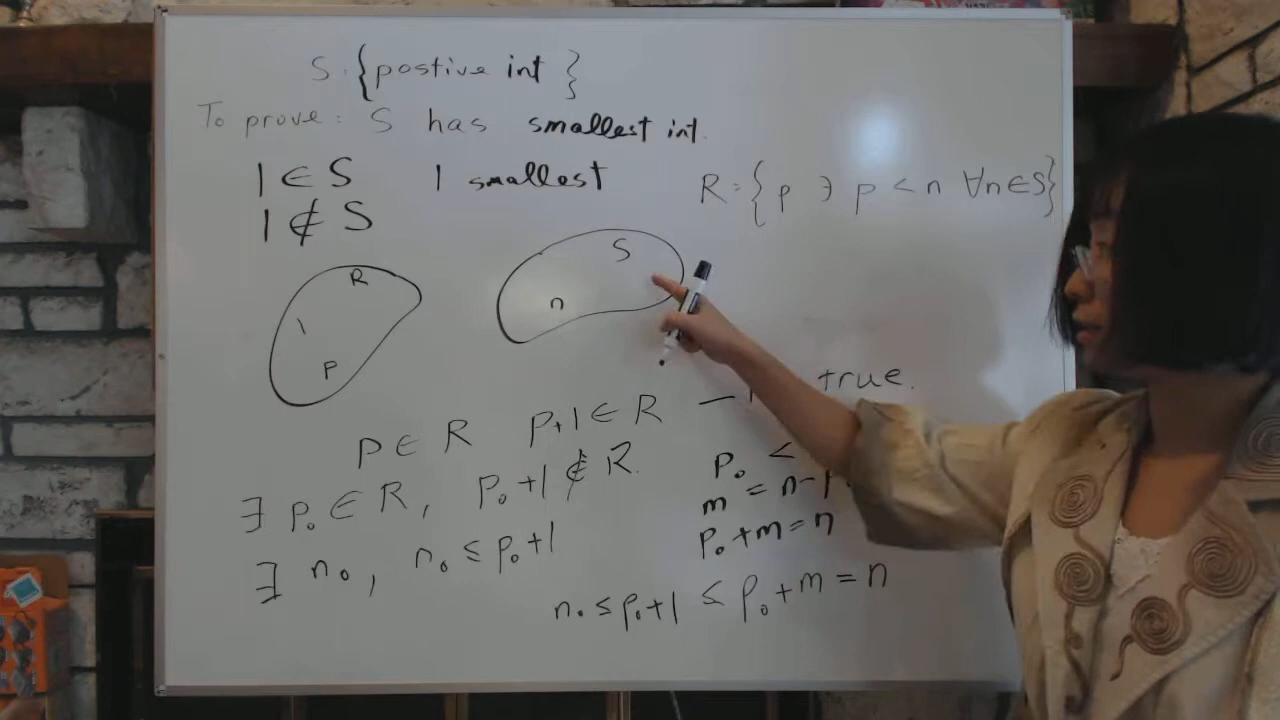 S : { postive int }
To prove : S has smallest int.
1 ∈ S 1 smallest
R = { p ∋ p < n ∀n∈S }
1 ∉ S
R
S
1
n
P
true.
P ∈ R P+1 ∈ R
∃ p₀ ∈ R, p₀+1 ∉ R.
p₀ <
m = n-1
∃ n₀, n₀ ≤ p₀+1
p₀+m=n
n₀ ≤ p₀+1 ≤ p₀+m = n